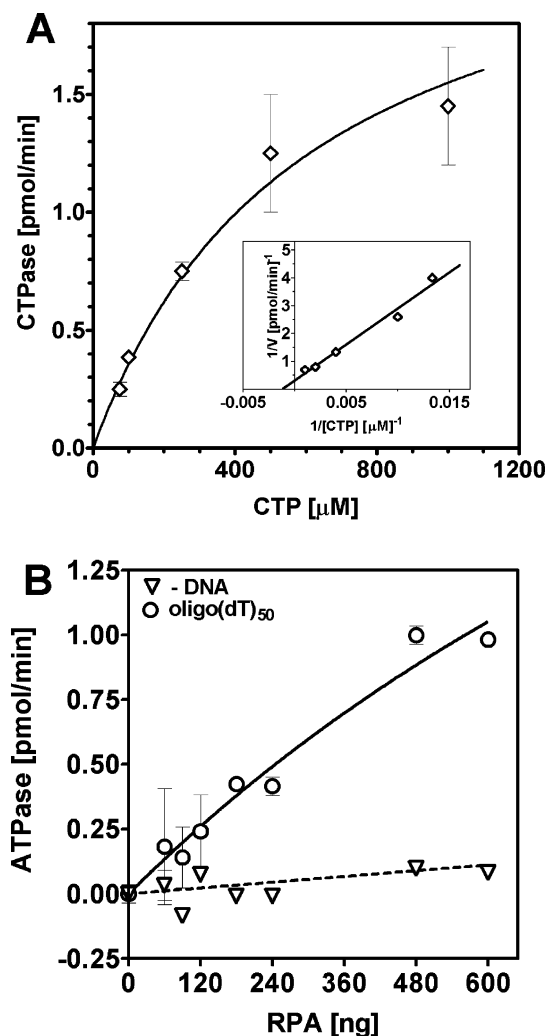 A
CTPase [pmol/min]
1.5
1.0
0.5
0.0
0 400 800 1200
CTP [μM]
1/V [pmol/min]⁻¹
5
4
3
2
1
-0.005 0.005 0.015
1/[CTP] [μM]⁻¹
B
▽ - DNA
○ oligo(dT)₅₀
ATPase [pmol/min]
1.25
1.00
0.75
0.50
0.25
0.00
-0.25
0 120 240 360 480 600
RPA [ng]